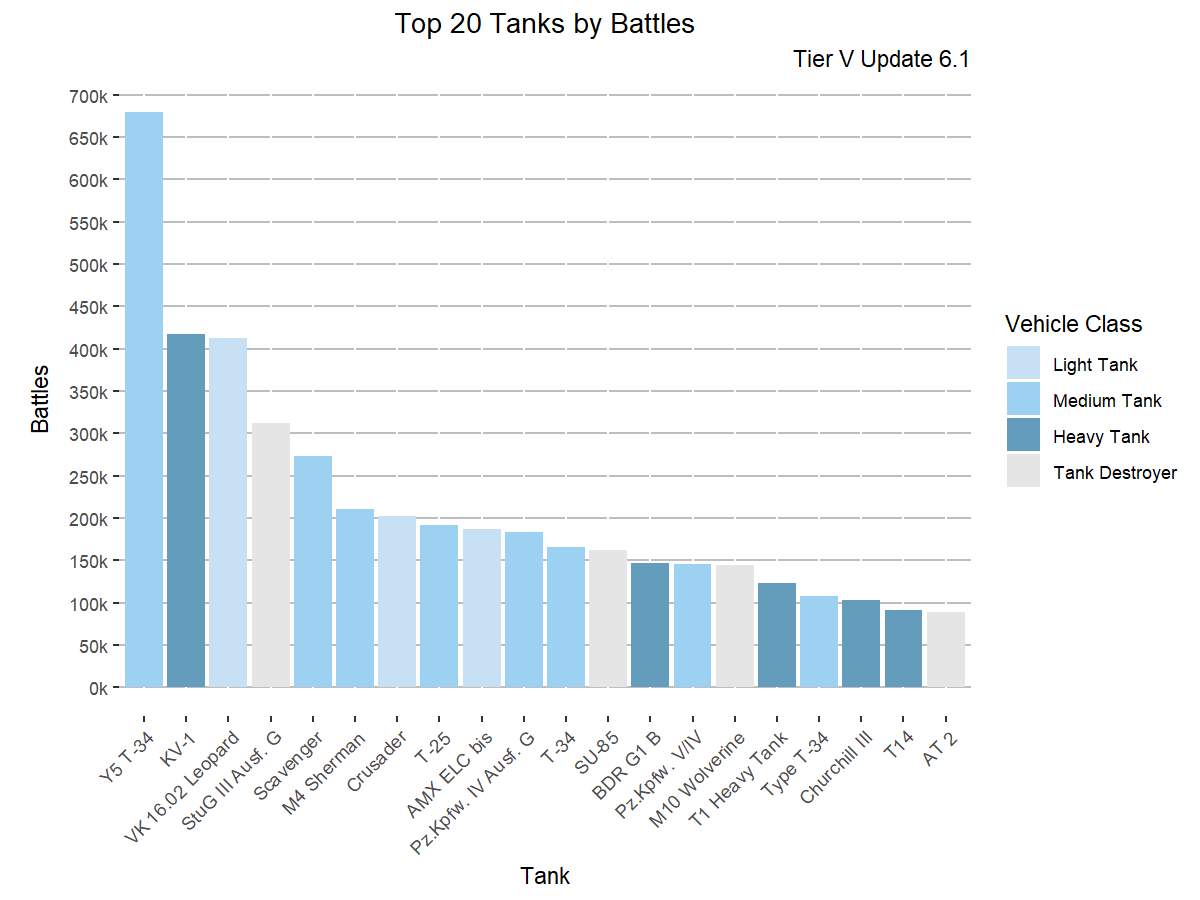 Top 20 Tanks by Battles
Tier V Update 6.1
700k
650k
600k
550k
500k
450k
400k
350k
300k
250k
200k
150k
100k
50k
0k
Battles
Y5 T-34
KV-1
VK 16.02 Leopard
StuG III Ausf. G
Scavenger
M4 Sherman
Crusader
T-25
AMX ELC bis
Pz.Kpfw. IV Ausf. G
T-34
SU-85
BDR G1 B
Pz.Kpfw. V/IV
M10 Wolverine
T1 Heavy Tank
Type T-34
Churchill III
T14
AT 2
Tank
Vehicle Class
Light Tank
Medium Tank
Heavy Tank
Tank Destroyer